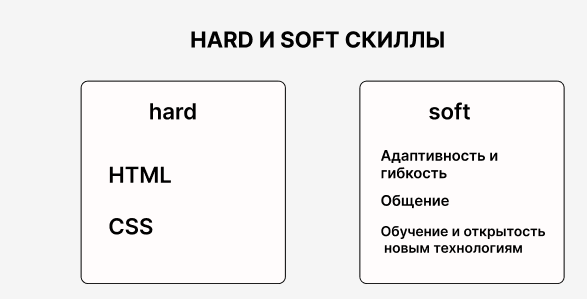 HARD И SOFT СКИЛЛЫ
hard
HTML
CSS
soft
Адаптивность и
гибкость
Общение
Обучение и открытость
новым технологиям